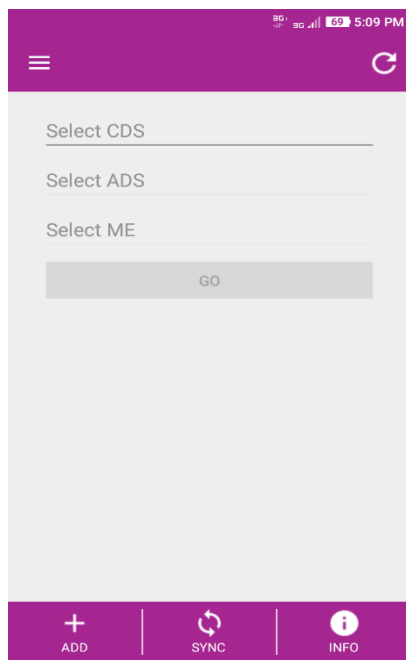 3G 3G 69 5:09 PM
Select CDS
Select ADS
Select ME
GO
ADD SYNC INFO